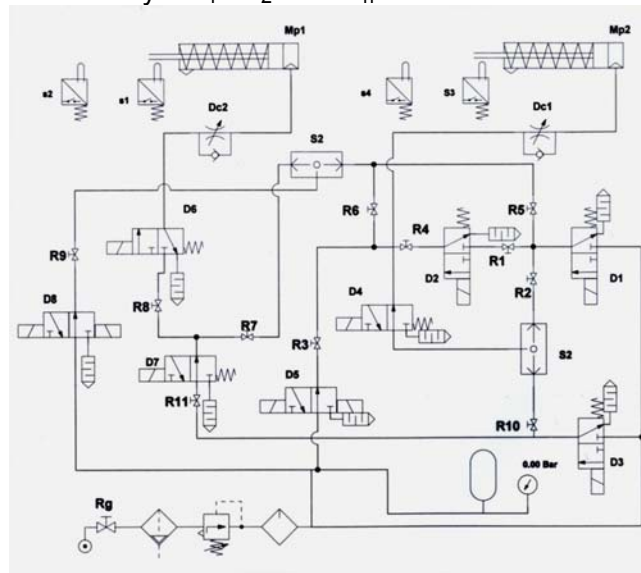 Mp1
Mp2
s2
s1
s4
S3
Dc2
Dc1
S2
D6
R6
R4
R5
R9
R1
D2
D1
R8
D8
D4
R2
R7
R3
S2
D7
D5
R11
R10
D3
0.00 Bar
Rg